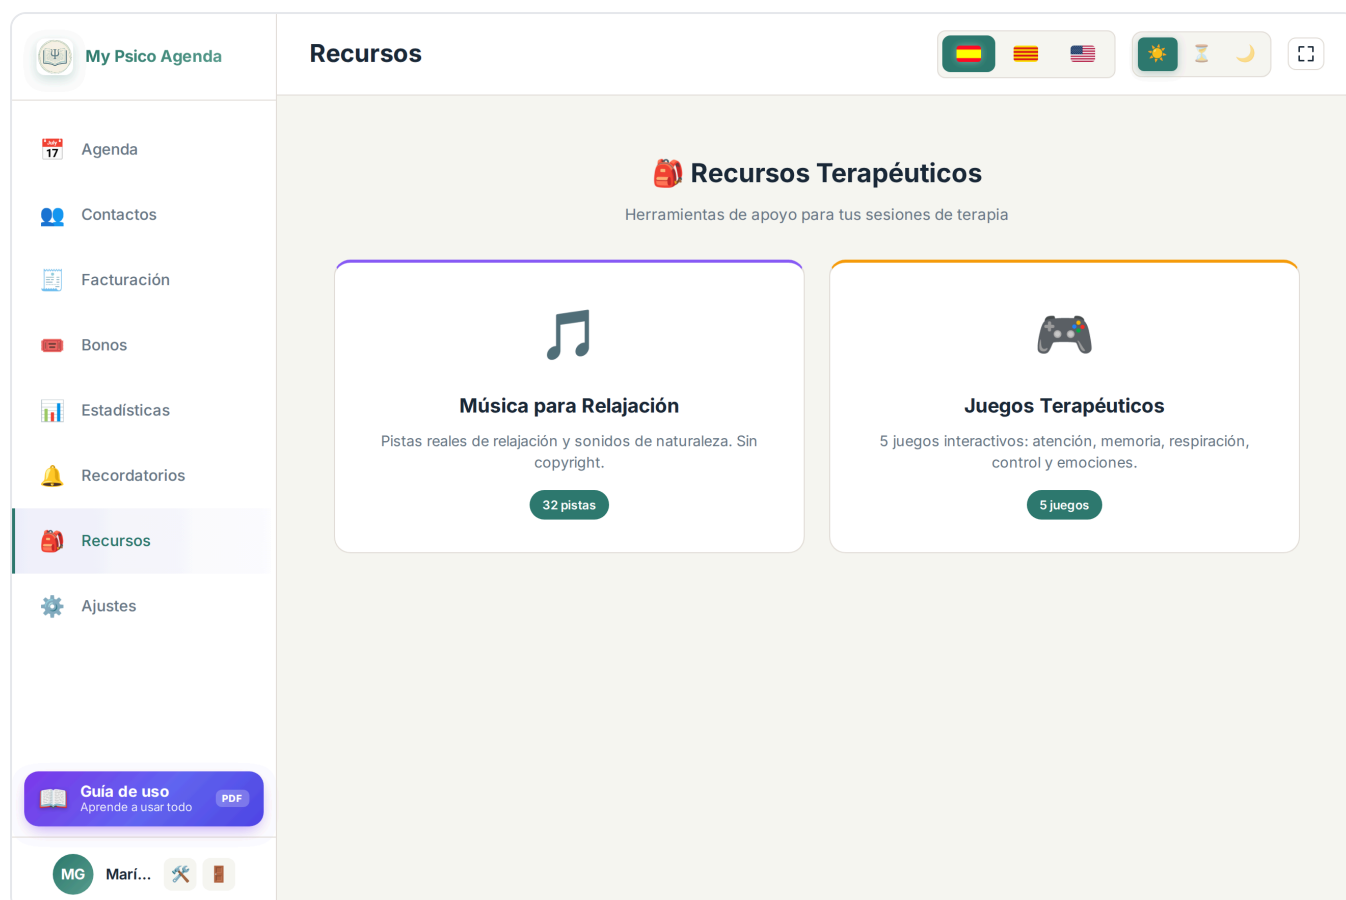 My Psico Agenda
Recursos
July
17
Agenda
Contactos
Facturación
Bonos
Estadísticas
Recordatorios
Recursos
Ajustes
Guía de uso
Aprende a usar todo
PDF
MG
Marí...
Recursos Terapéuticos
Herramientas de apoyo para tus sesiones de terapia
Música para Relajación
Pistas reales de relajación y sonidos de naturaleza. Sin
copyright.
32 pistas
Juegos Terapéuticos
5 juegos interactivos: atención, memoria, respiración,
control y emociones.
5 juegos